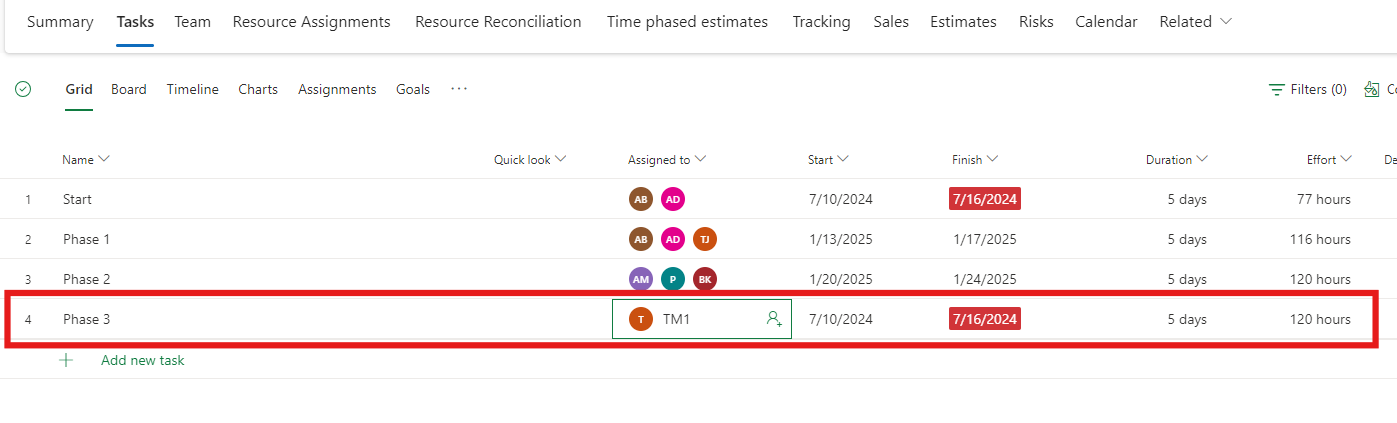 Summary Tasks Team Resource Assignments Resource Reconciliation Time phased estimates Tracking Sales Estimates Risks Calendar Related
Grid Board Timeline Charts Assignments Goals ... Filters (0) Co
Name Quick look Assigned to Start Finish Duration Effort De
1 Start AB AD 7/10/2024 7/16/2024 5 days 77 hours
2 Phase 1 AB AD TJ 1/13/2025 1/17/2025 5 days 116 hours
3 Phase 2 AM P BK 1/20/2025 1/24/2025 5 days 120 hours
4 Phase 3 T TM1 7/10/2024 7/16/2024 5 days 120 hours
Add new task